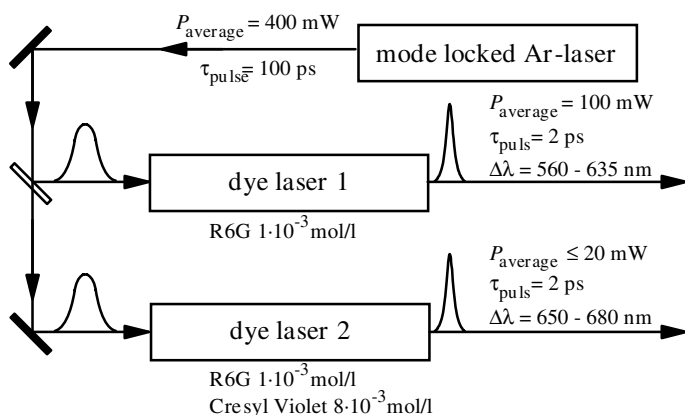 P_average = 400 mW
τ_pulse = 100 ps
mode locked Ar-laser
P_average = 100 mW
τ_puls = 2 ps
Δλ = 560 - 635 nm
dye laser 1
R6G 1·10⁻³ mol/l
P_average ≤ 20 mW
τ_puls = 2 ps
Δλ = 650 - 680 nm
dye laser 2
R6G 1·10⁻³ mol/l
Cresyl Violet 8·10⁻³ mol/l